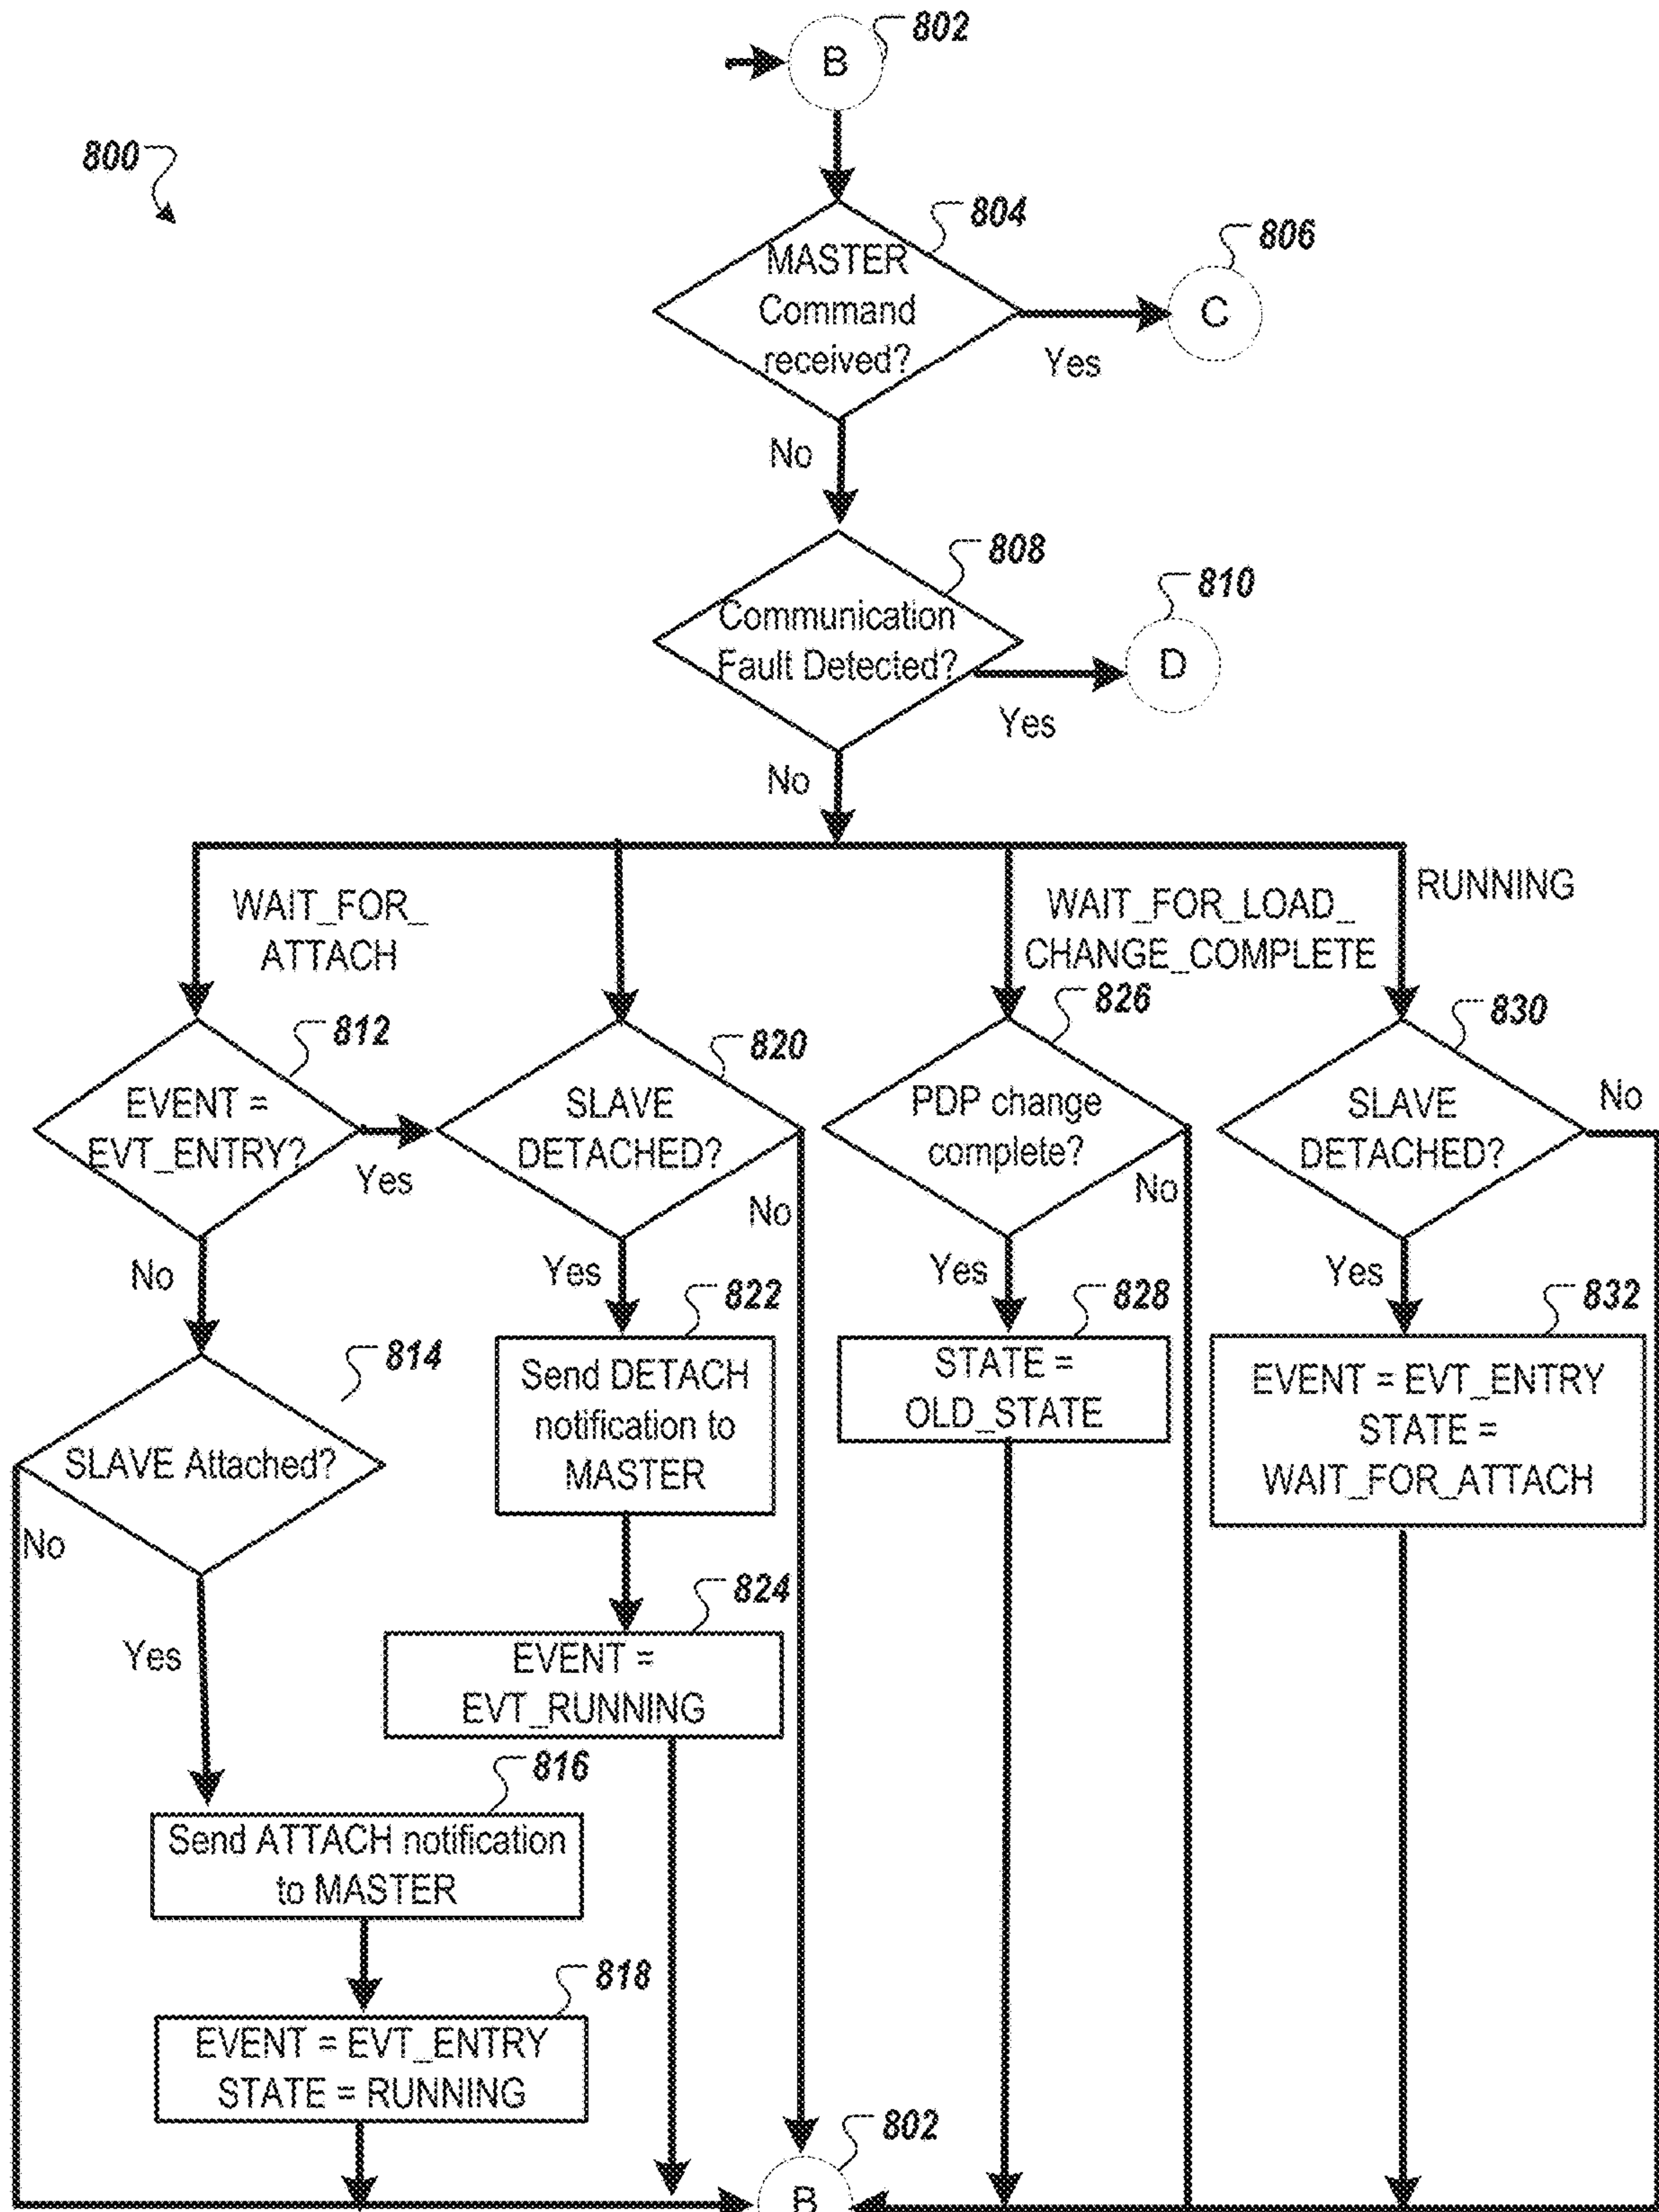 802
B
800
804
MASTER
Command
received?
806
C
Yes
No
808
Communication
Fault Detected?
810
D
Yes
No
WAIT_FOR_
ATTACH
WAIT_FOR_LOAD_
CHANGE_COMPLETE
RUNNING
812
EVENT =
EVT_ENTRY?
Yes
No
820
SLAVE
DETACHED?
No
Yes
826
PDP change
complete?
No
Yes
830
SLAVE
DETACHED?
No
Yes
814
SLAVE Attached?
No
Yes
822
Send DETACH
notification to
MASTER
828
STATE =
OLD_STATE
832
EVENT = EVT_ENTRY
STATE =
WAIT_FOR_ATTACH
824
EVENT =
EVT_RUNNING
816
Send ATTACH notification
to MASTER
818
EVENT = EVT_ENTRY
STATE = RUNNING
802
B